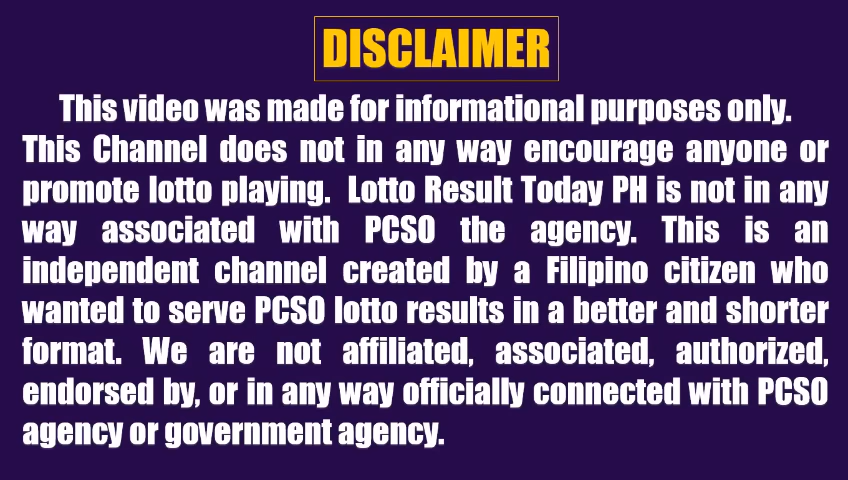 DISCLAIMER
This video was made for informational purposes only.
This Channel does not in any way encourage anyone or
promote lotto playing. Lotto Result Today PH is not in any
way associated with PCSO the agency. This is an
independent channel created by a Filipino citizen who
wanted to serve PCSO lotto results in a better and shorter
format. We are not affiliated, associated, authorized,
endorsed by, or in any way officially connected with PCSO
agency or government agency.